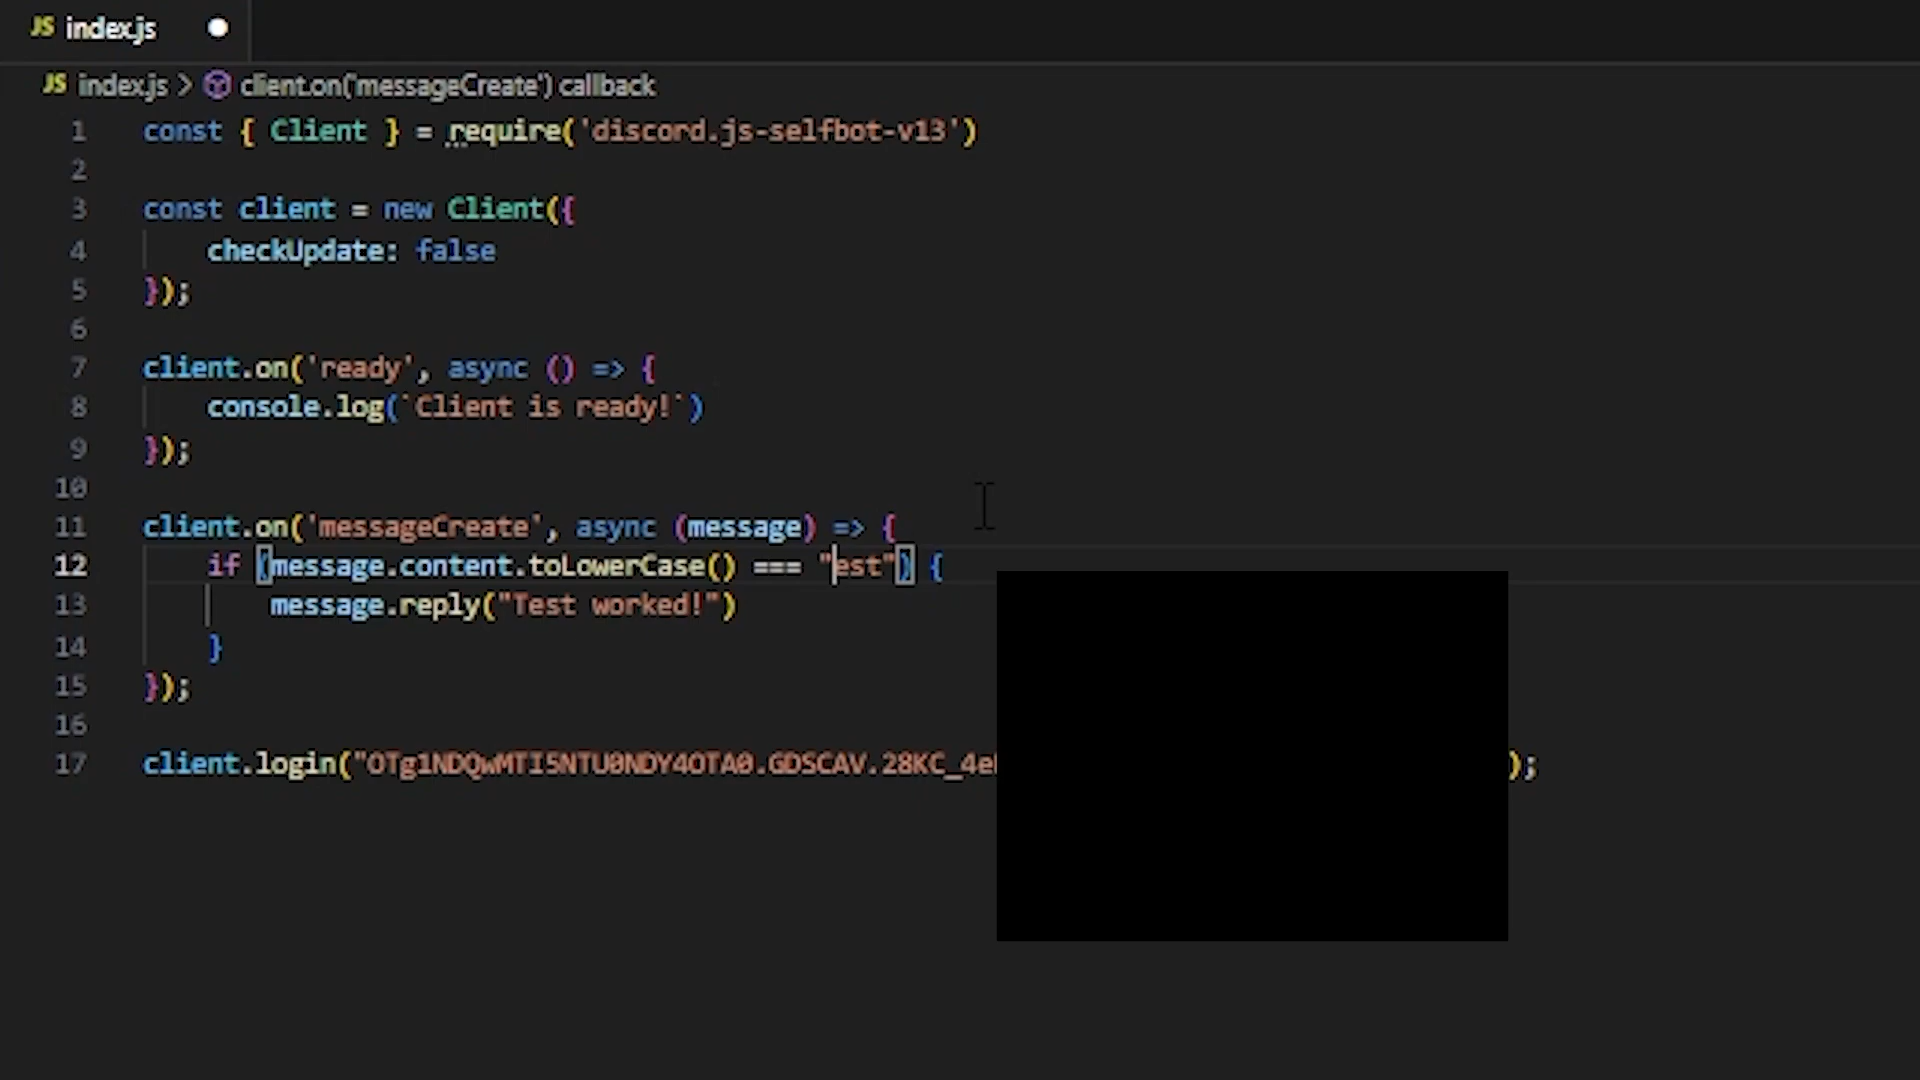 JS index.js
JS index.js > client.on('messageCreate') callback
1 const { Client } = require('discord.js-selfbot-v13')
2
3 const client = new Client({
4 checkUpdate: false
5 });
6
7 client.on('ready', async () => {
8 console.log(`Client is ready!`)
9 });
10
11 client.on('messageCreate', async (message) => {
12 if (message.content.toLowerCase() === "est") {
13 message.reply("Test worked!")
14 }
15 });
16
17 client.login(" );